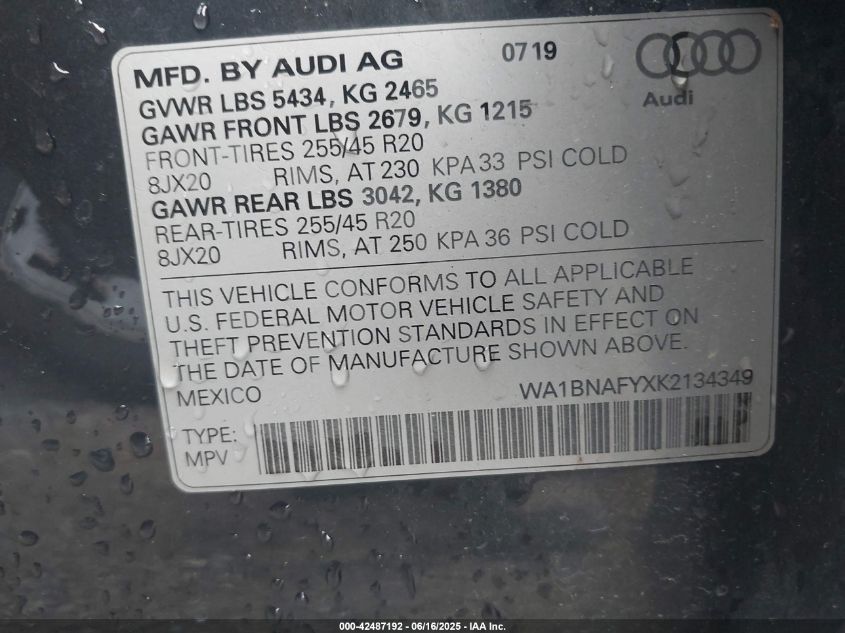 MFD. BY AUDI AG 0719
Audi
GVWR LBS 5434, KG 2465
GAWR FRONT LBS 2679, KG 1215
FRONT-TIRES 255/45 R20
8JX20 RIMS, AT 230 KPA 33 PSI COLD
GAWR REAR LBS 3042, KG 1380
REAR-TIRES 255/45 R20
8JX20 RIMS, AT 250 KPA 36 PSI COLD
THIS VEHICLE CONFORMS TO ALL APPLICABLE
U.S. FEDERAL MOTOR VEHICLE SAFETY AND
THEFT PREVENTION STANDARDS IN EFFECT ON
THE DATE OF MANUFACTURE SHOWN ABOVE.
MEXICO WA1BNAFYXK2134349
TYPE:
MPV
000-42487192 - 06/16/2025 - IAA Inc.